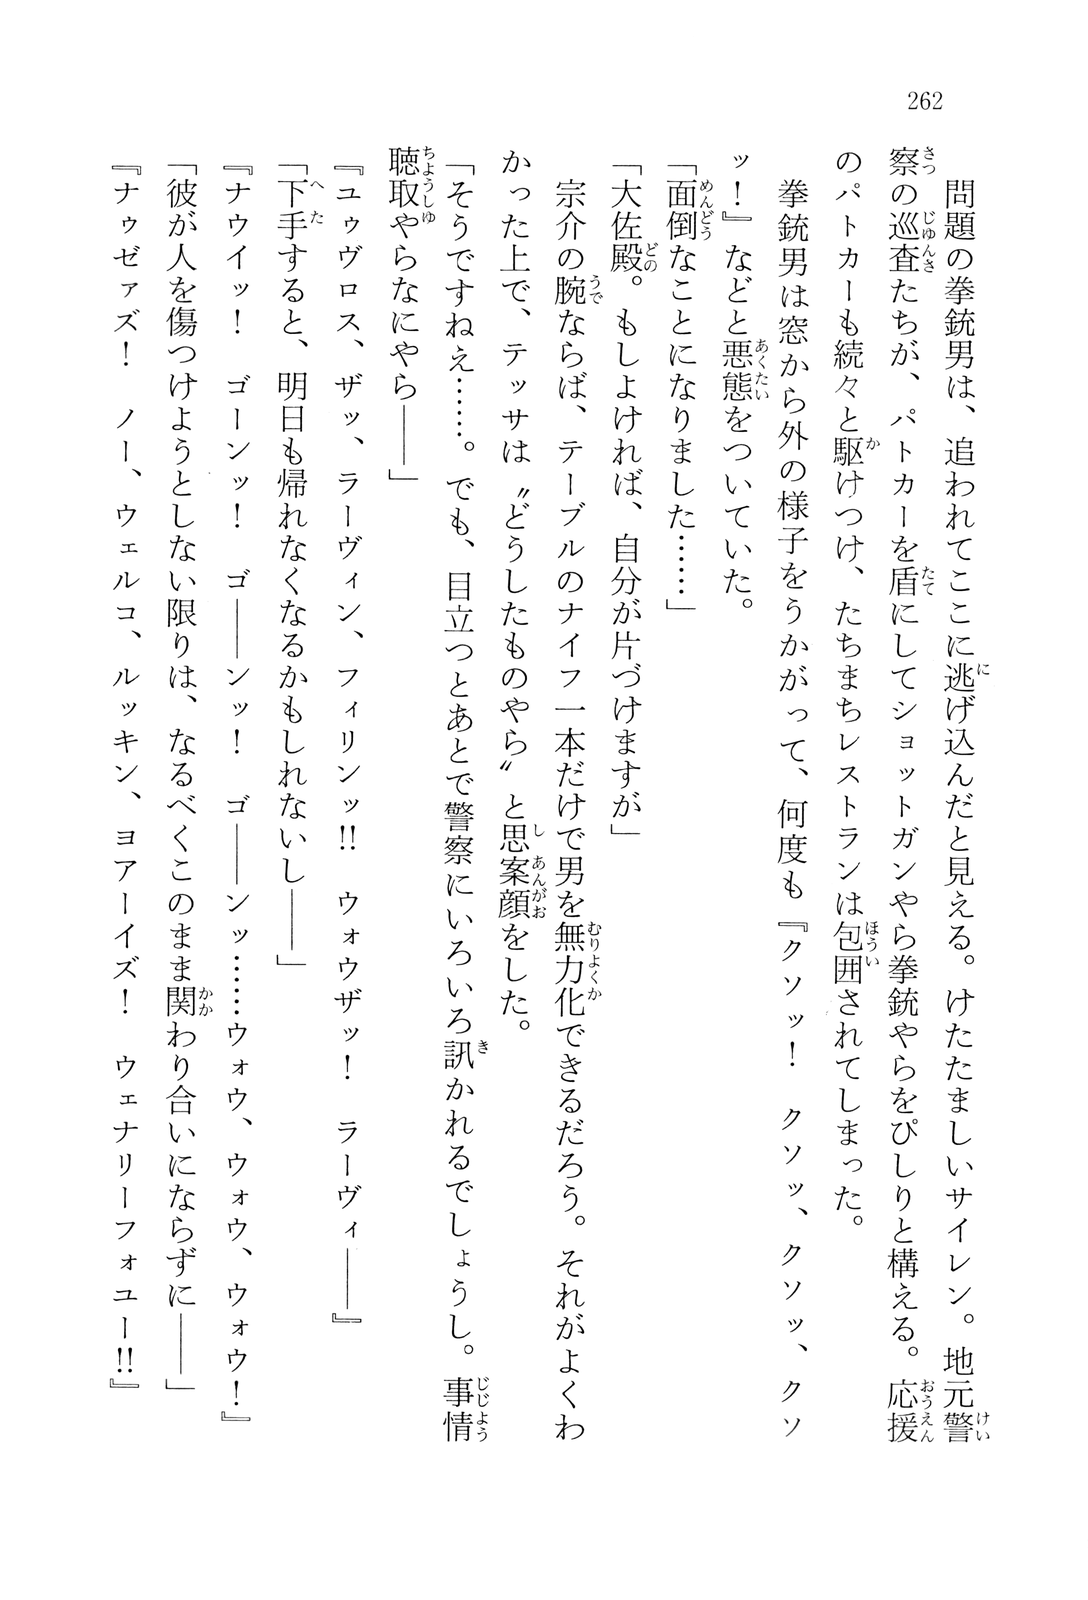 262
　問題の拳銃男は、追われてここに逃げ込んだと見える。けたたましいサイレン。地元警
察の巡査たちが、パトカーを盾にしてショットガンやら拳銃やらをぴしりと構える。応援
のパトカーも続々と駆けつけ、たちまちレストランは包囲されてしまった。
　拳銃男は窓から外の様子をうかがって、何度も『クソッ！　クソッ、クソッ、クソ
ッ！』などと悪態をついていた。
「面倒なことになりました……」
「大佐殿。もしよければ、自分が片づけますが」
　宗介の腕ならば、テーブルのナイフ一本だけで男を無力化できるだろう。それがよくわ
かった上で、テッサは〝どうしたものやら〟と思案顔をした。
「そうですねえ……。でも、目立つとあとで警察にいろいろ訊かれるでしょうし。事情
聴取やらなにやら――」
『ユゥヴロス、ザッ、ラーヴィン、フィリンッ!!　ウォウザッ！　ラーヴィ――』
「下手すると、明日も帰れなくなるかもしれないし――」
『ナウイッ！　ゴーンッ！　ゴ――ンッ！　ゴ――ンッ……ウォウ、ウォウ、ウォウ！』
「彼が人を傷つけようとしない限りは、なるべくこのまま関わり合いにならずに――」
『ナゥゼァズ！　ノー、ウェルコ、ルッキン、ヨアーイズ！　ウェナリーフォユー!!』